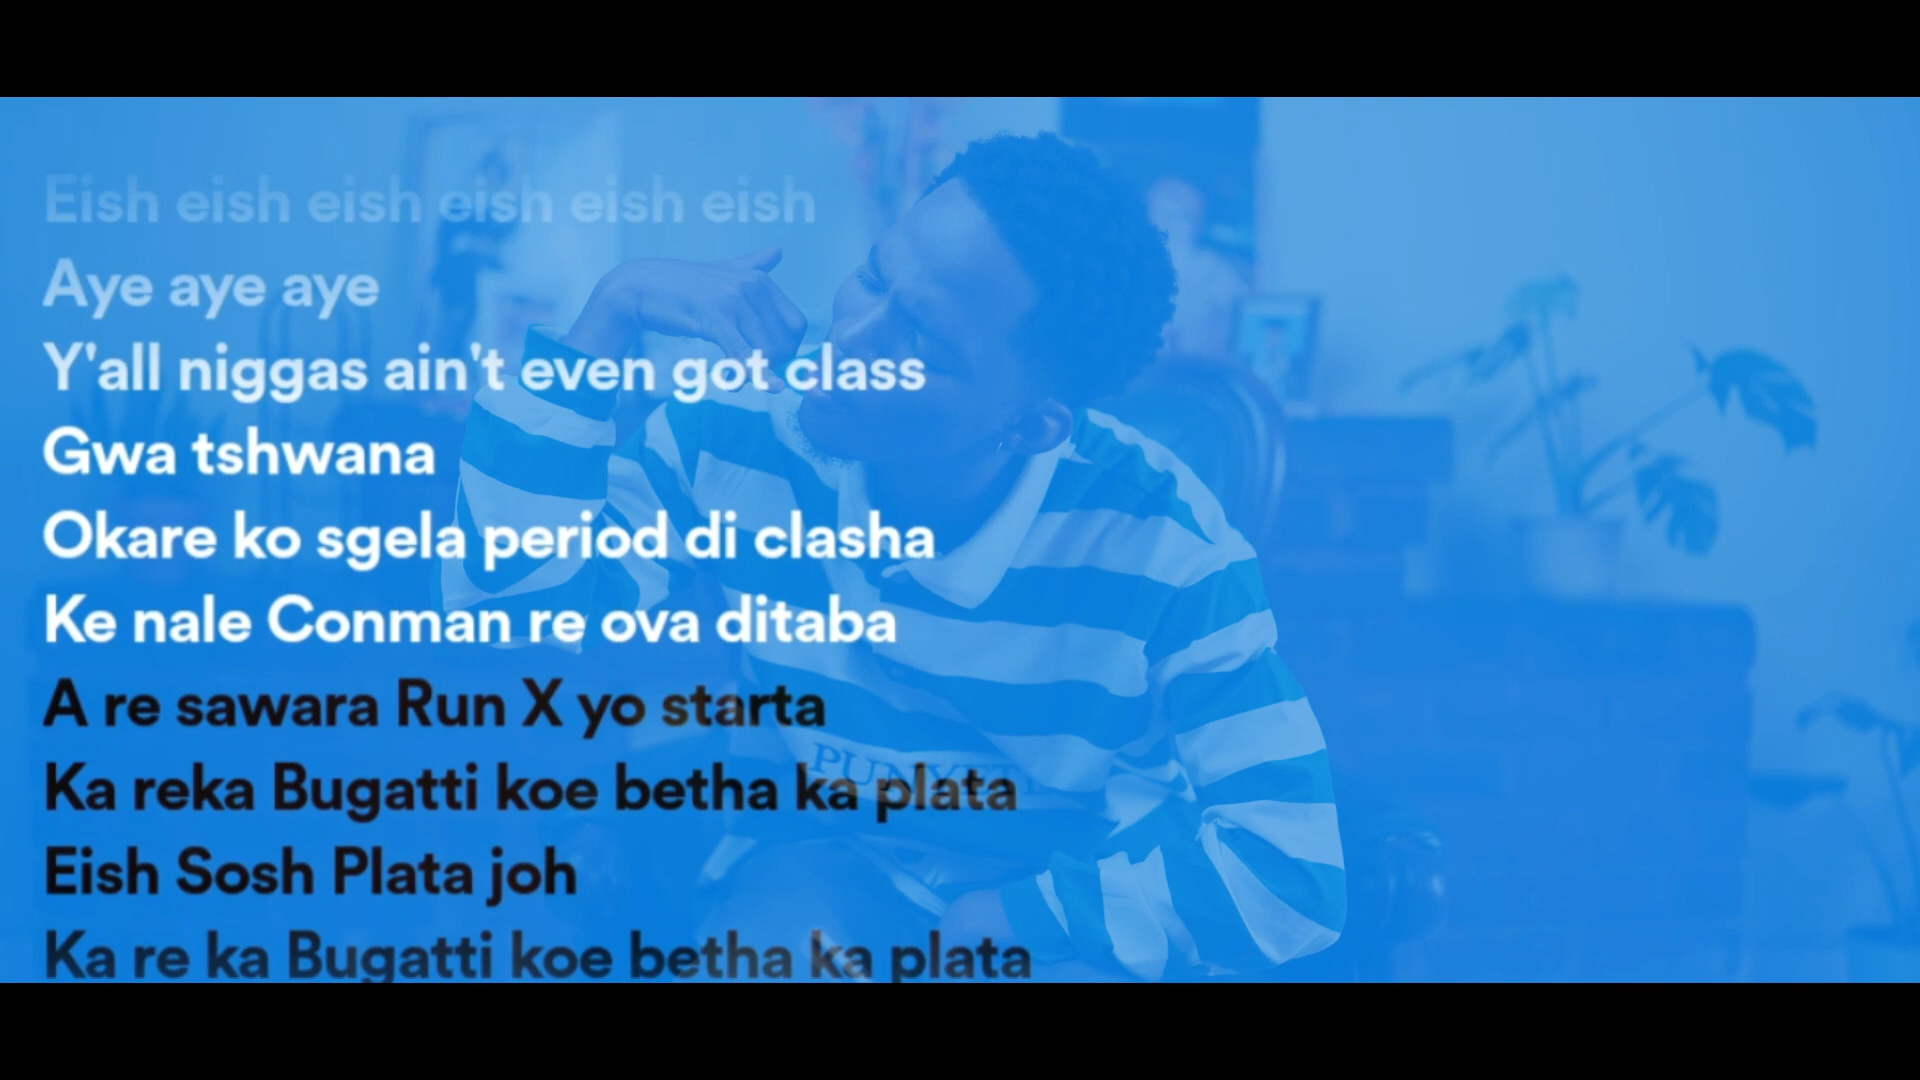 Eish eish eish eish eish eish
Aye aye aye
Y'all niggas ain't even got class
Gwa tshwana
Okare ko sgela period di clasha
Ke nale Conman re ova ditaba
A re sawara Run X yo starta
Ka reka Bugatti koe betha ka plata
Eish Sosh Plata joh
Ka re ka Bugatti koe betha ka plata